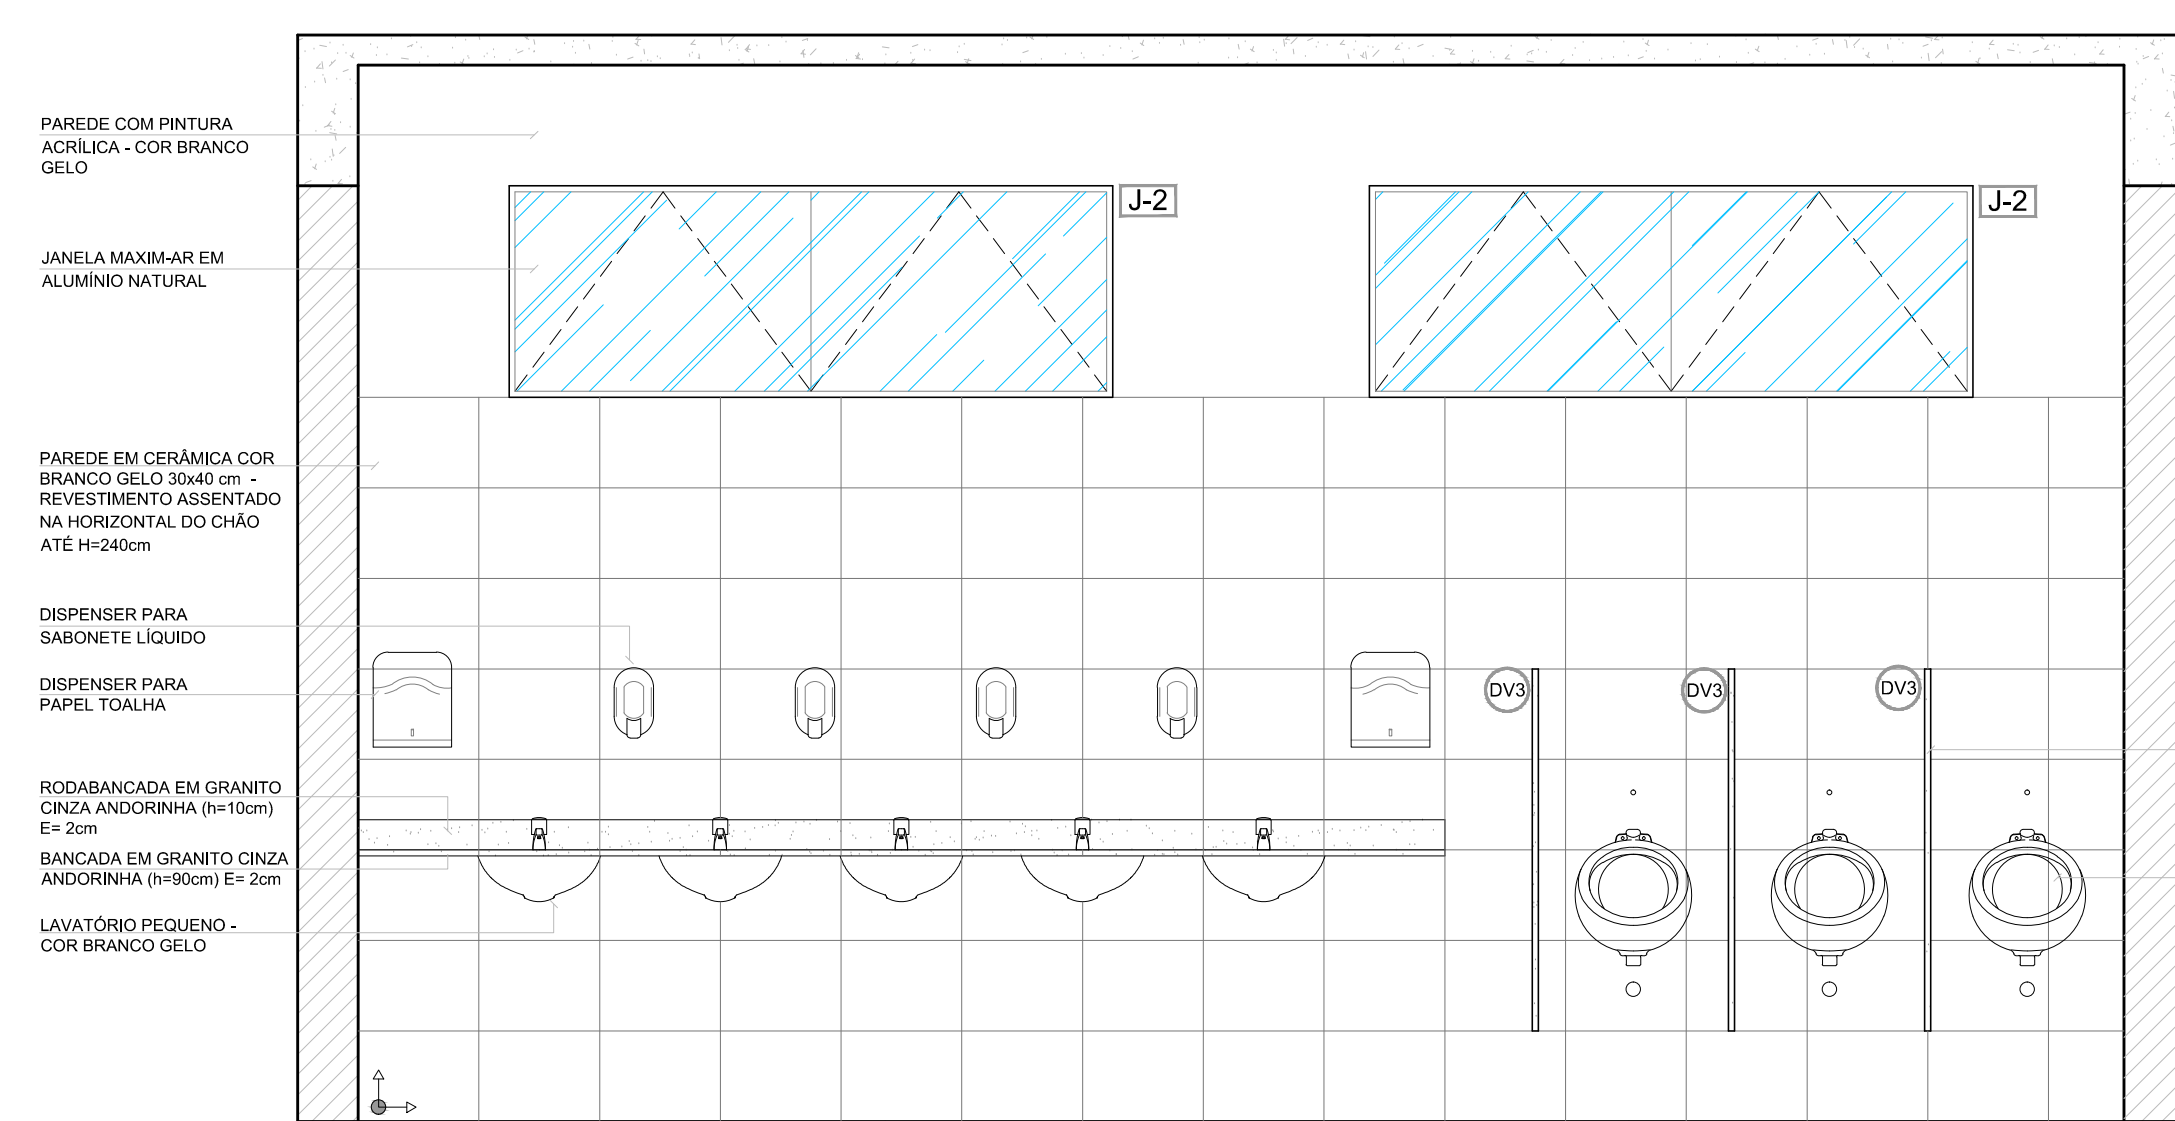 PAREDE COM PINTURA
ACRÍLICA - COR BRANCO
GELO
J-2
J-2
JANELA MAXIM-AR EM
ALUMÍNIO NATURAL
PAREDE EM CERÂMICA COR
BRANCO GELO 30x40 cm -
REVESTIMENTO ASSENTADO
NA HORIZONTAL DO CHÃO
ATÉ H=240cm
DISPENSER PARA
SABONETE LÍQUIDO
DISPENSER PARA
PAPEL TOALHA
DV3
DV3
DV3
RODABANCADA EM GRANITO
CINZA ANDORINHA (h=10cm)
E= 2cm
BANCADA EM GRANITO CINZA
ANDORINHA (h=90cm) E= 2cm
LAVATÓRIO PEQUENO -
COR BRANCO GELO